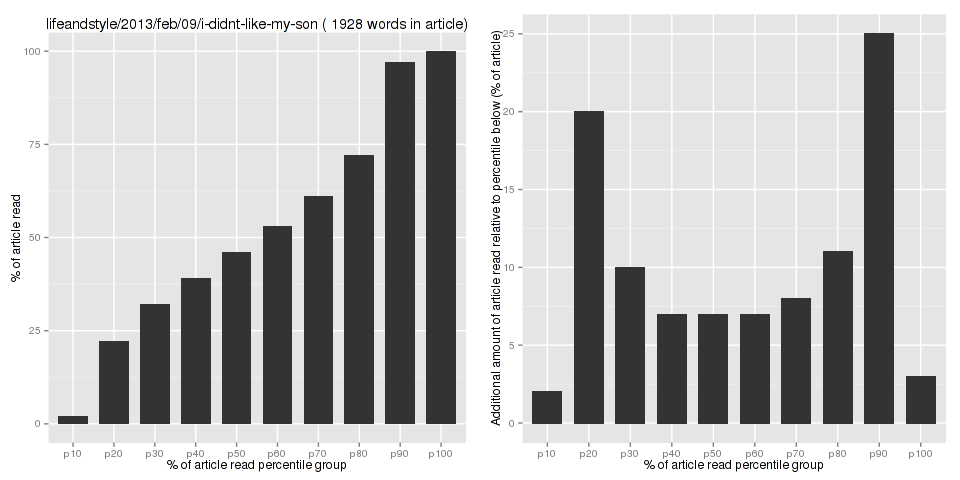 lifeandstyle/2013/feb/09/i-didnt-like-my-son ( 1928 words in article)
% of article read
100
75
50
25
0
p10 p20 p30 p40 p50 p60 p70 p80 p90 p100
% of article read percentile group
Additional amount of article read relative to percentile below (% of article)
25
20
15
10
5
0
p10 p20 p30 p40 p50 p60 p70 p80 p90 p100
% of article read percentile group